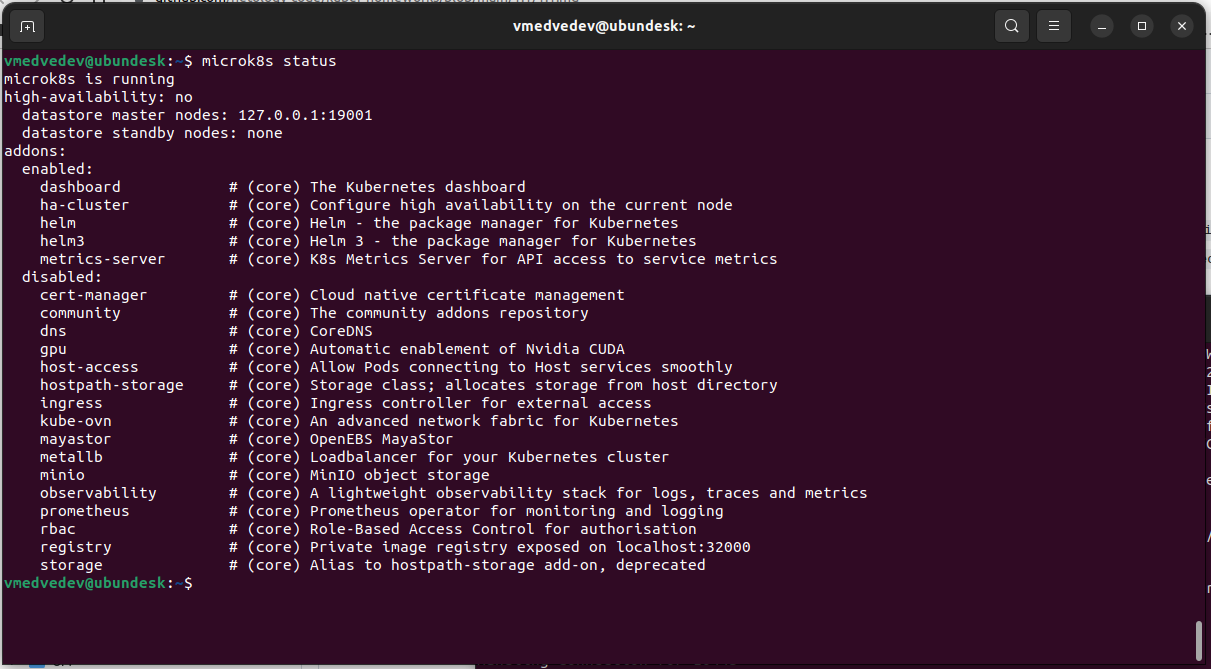 vmedvedev@ubundesk: ~
vmedvedev@ubundesk:~$ microk8s status
microk8s is running
high-availability: no
  datastore master nodes: 127.0.0.1:19001
  datastore standby nodes: none
addons:
  enabled:
    dashboard            # (core) The Kubernetes dashboard
    ha-cluster           # (core) Configure high availability on the current node
    helm                 # (core) Helm - the package manager for Kubernetes
    helm3                # (core) Helm 3 - the package manager for Kubernetes
    metrics-server       # (core) K8s Metrics Server for API access to service metrics
  disabled:
    cert-manager         # (core) Cloud native certificate management
    community            # (core) The community addons repository
    dns                  # (core) CoreDNS
    gpu                  # (core) Automatic enablement of Nvidia CUDA
    host-access          # (core) Allow Pods connecting to Host services smoothly
    hostpath-storage     # (core) Storage class; allocates storage from host directory
    ingress              # (core) Ingress controller for external access
    kube-ovn             # (core) An advanced network fabric for Kubernetes
    mayastor             # (core) OpenEBS MayaStor
    metallb              # (core) Loadbalancer for your Kubernetes cluster
    minio                # (core) MinIO object storage
    observability        # (core) A lightweight observability stack for logs, traces and metrics
    prometheus           # (core) Prometheus operator for monitoring and logging
    rbac                 # (core) Role-Based Access Control for authorisation
    registry             # (core) Private image registry exposed on localhost:32000
    storage              # (core) Alias to hostpath-storage add-on, deprecated
vmedvedev@ubundesk:~$